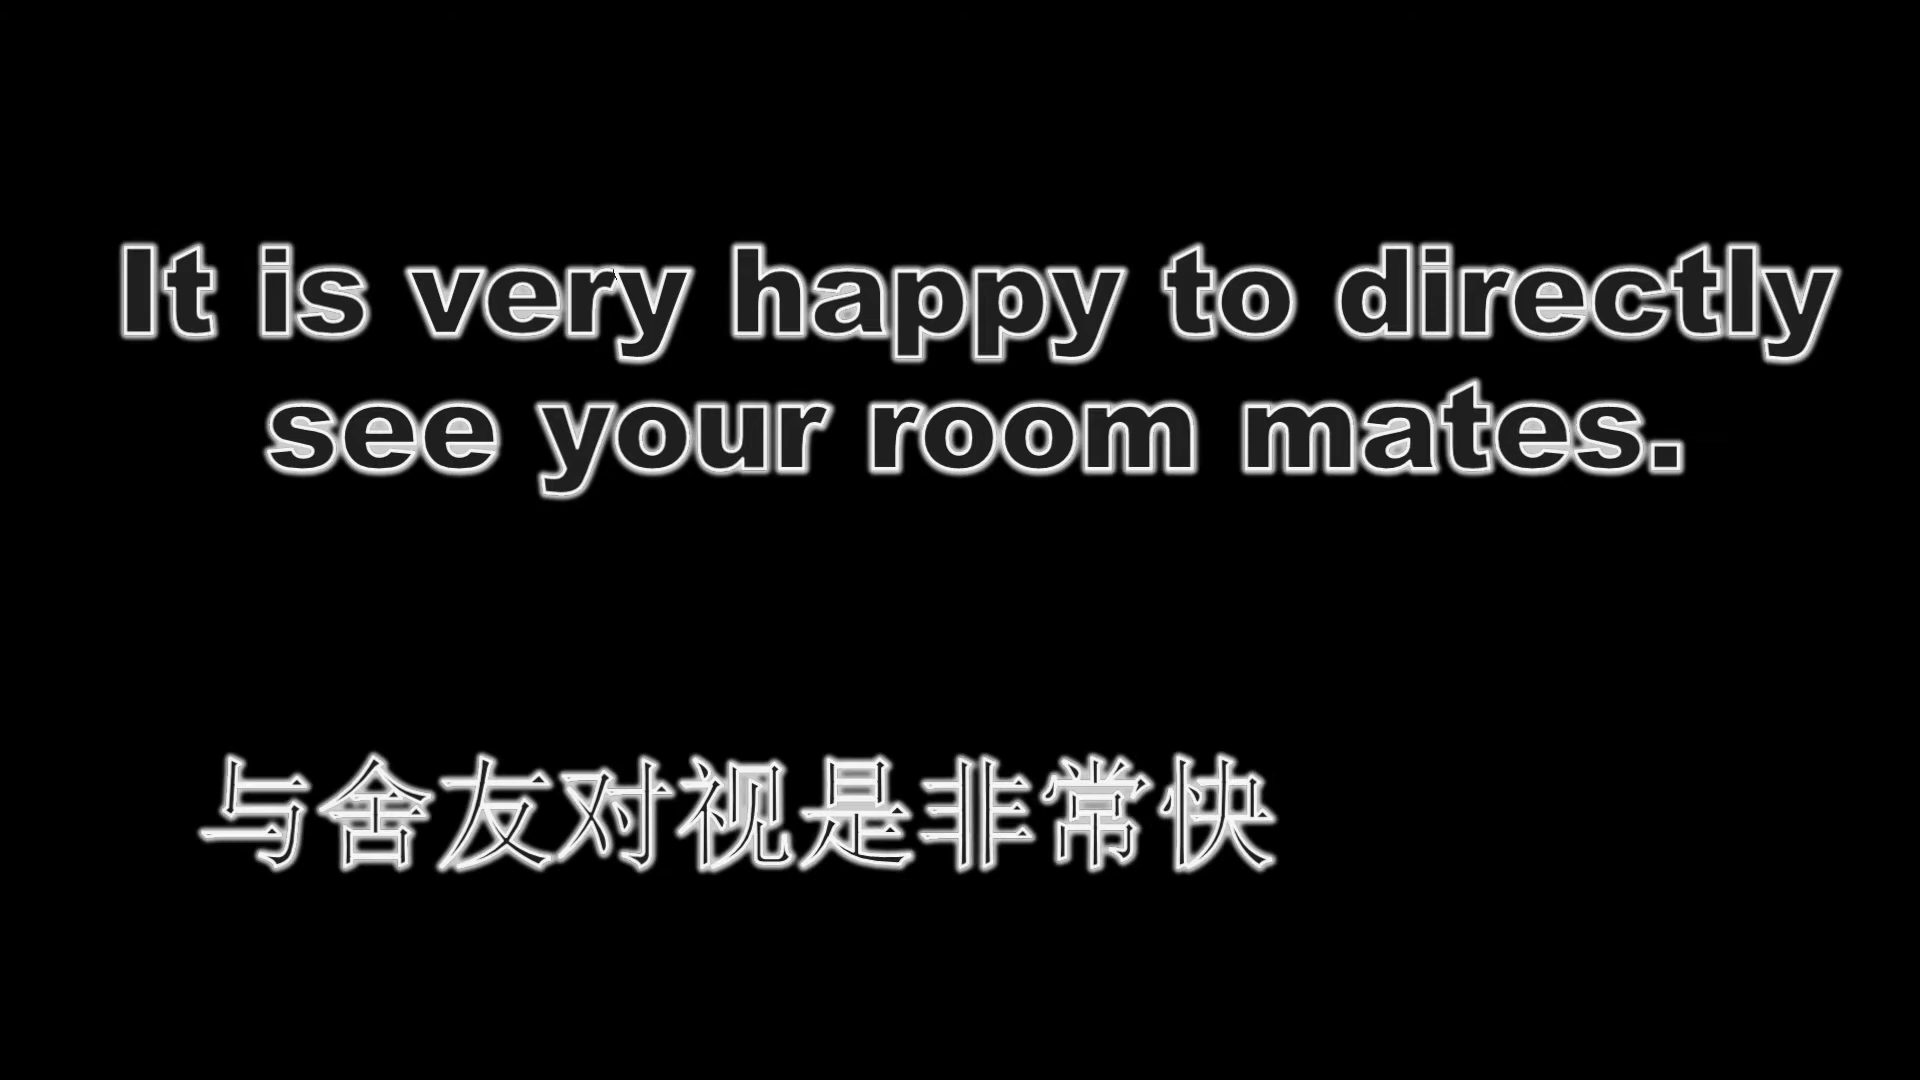 It is very happy to directly
see your room mates.
与舍友对视是非常快